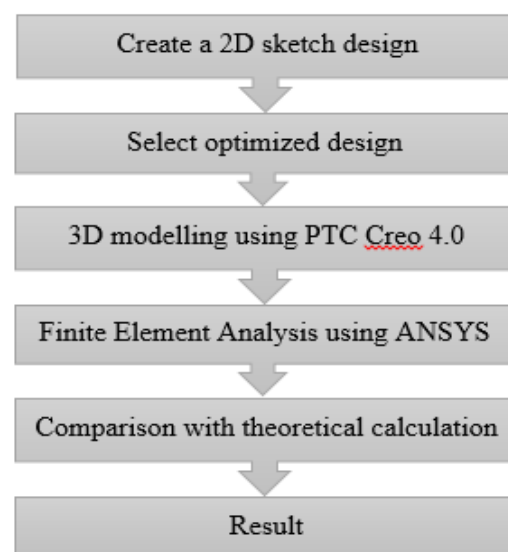 Create a 2D sketch design
Select optimized design
3D modelling using PTC Creo 4.0
Finite Element Analysis using ANSYS
Comparison with theoretical calculation
Result